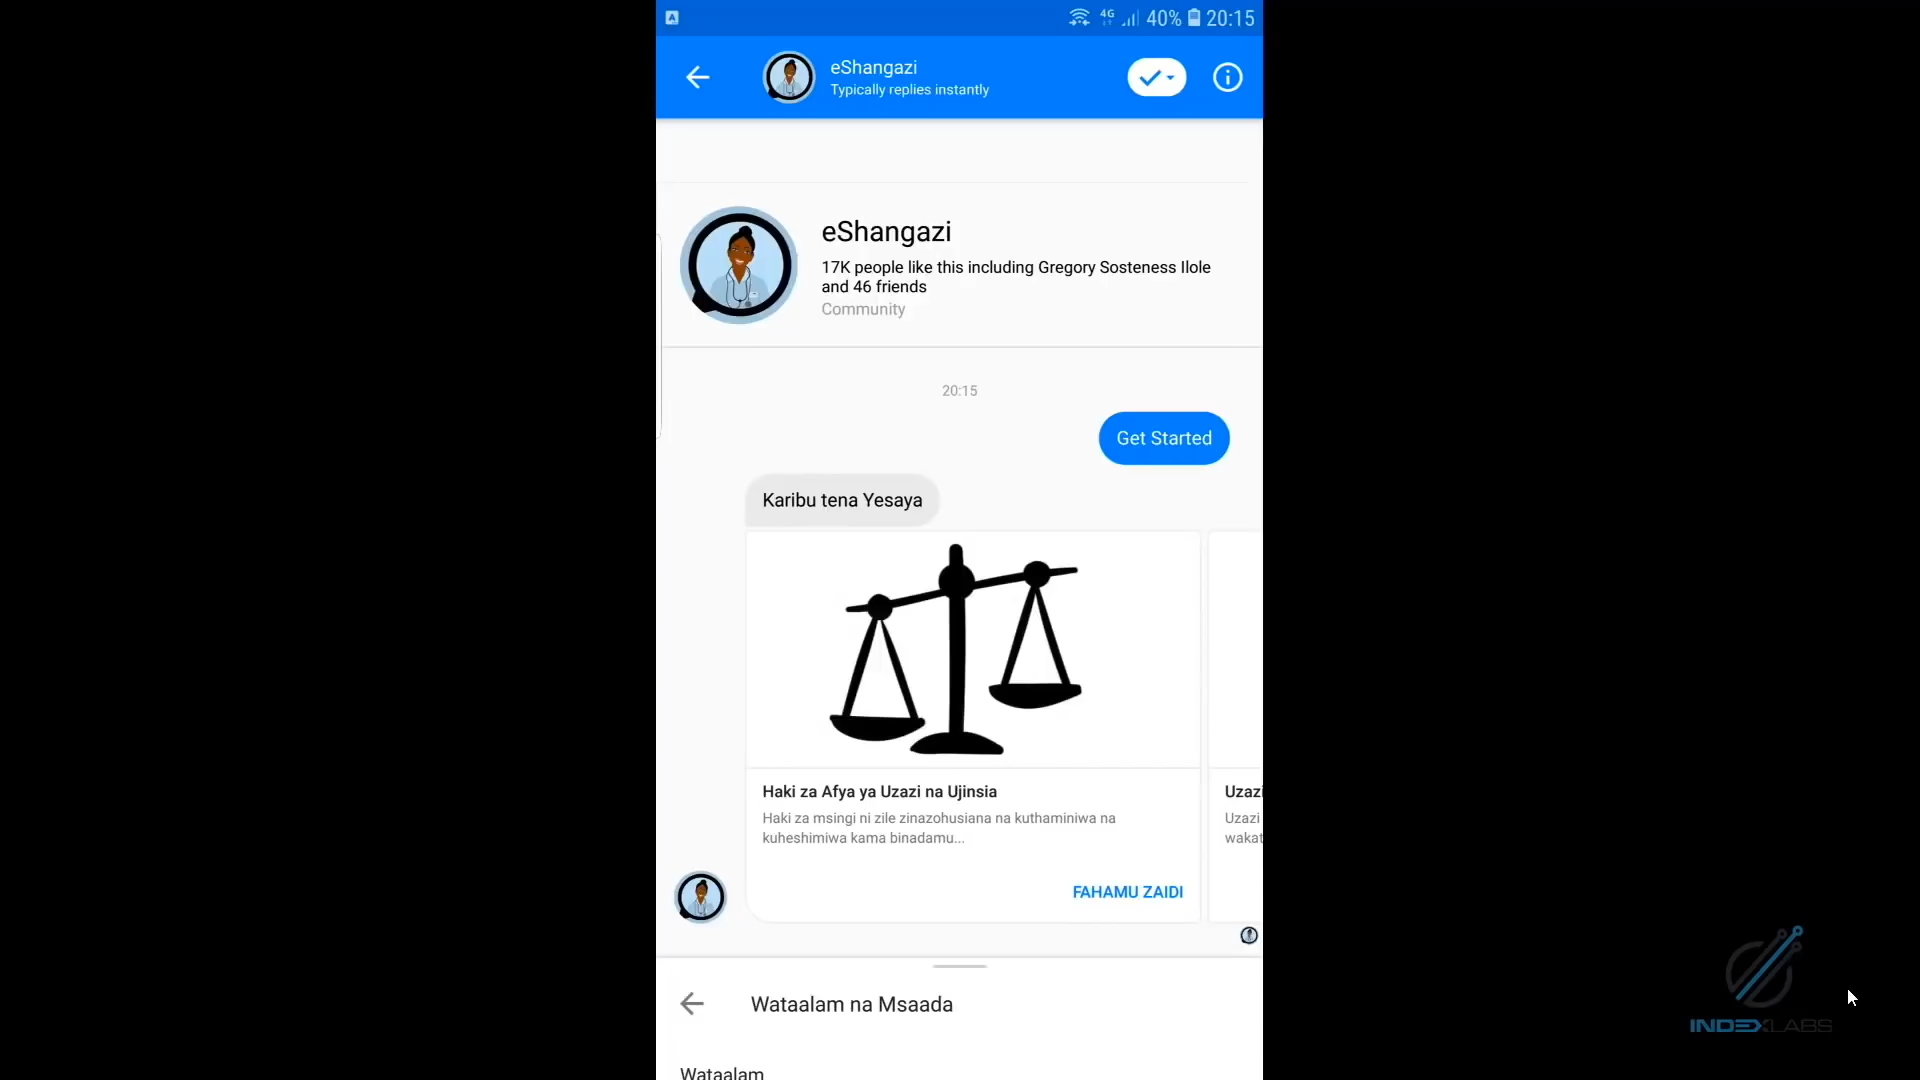 4G 40% 20:15
eShangazi
Typically replies instantly
eShangazi
17K people like this including Gregory Sosteness Ilole
and 46 friends
Community
20:15
Get Started
Karibu tena Yesaya
Haki za Afya ya Uzazi na Ujinsia
Haki za msingi ni zile zinazohusiana na kuthaminiwa na
kuheshimiwa kama binadamu...
FAHAMU ZAIDI
Uzazi
Uzazi
wakat
Wataalam na Msaada
Wataalam
INDEXLABS